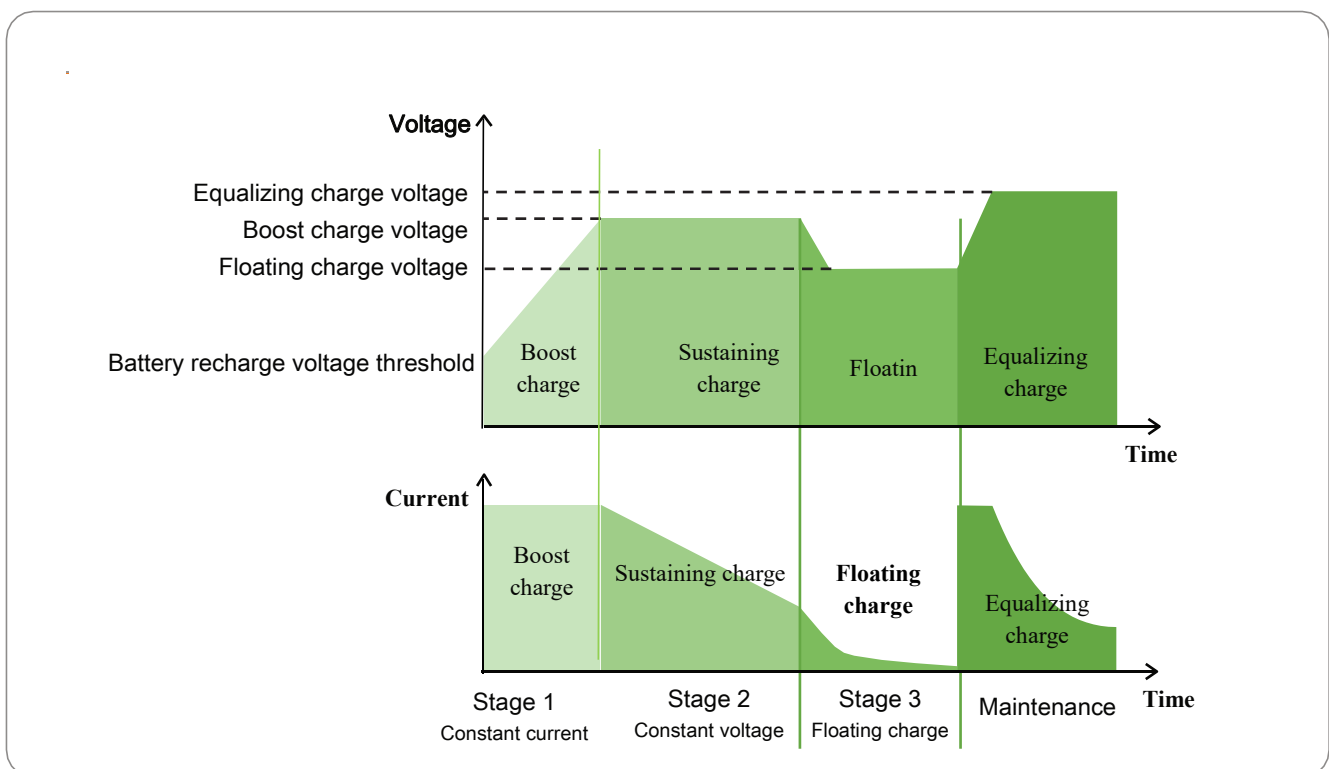 Voltage
Equalizing charge voltage
Boost charge voltage
Floating charge voltage
Battery recharge voltage threshold
Boost
charge
Sustaining
charge
Floatin
Equalizing
charge
Time
Current
Boost
charge
Sustaining charge
Floating
charge
Equalizing
charge
Time
Stage 1
Constant current
Stage 2
Constant voltage
Stage 3
Floating charge
Maintenance